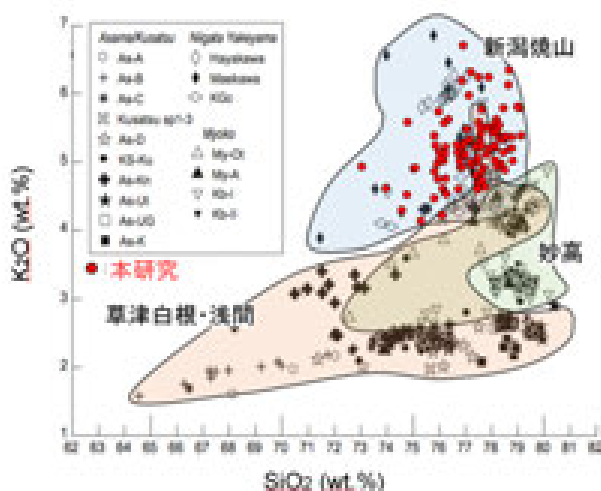 Asama/Kusatsu
As-A
As-B
As-C
Kusatsu sp1-3
As-D
KS-Ku
As-Kn
As-UI
As-UG
As-K
Niigata Yakeyama
Hayakawa
Maekawa
KGc
Myoko
My-Ot
My-A
Kb-I
Kb-II
:本研究
新潟焼山
妙高
草津白根・浅間
K2O (wt.%)
7
6
5
4
3
2
1
62 63 64 65 66 67 68 69 70 71 72 73 74 75 76 77 78 79 80 81 82
SiO2 (wt.%)